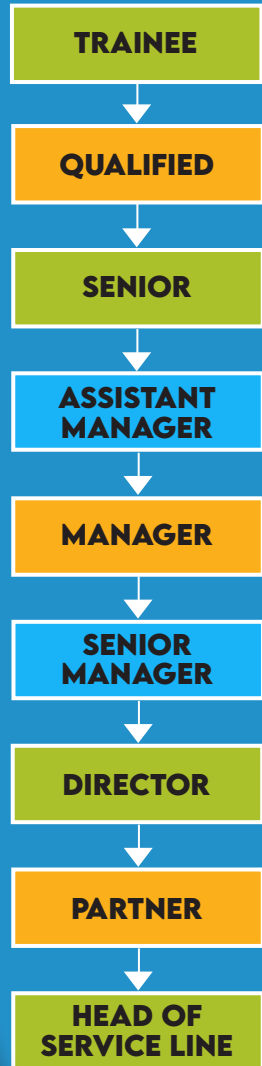 TRAINEE
QUALIFIED
SENIOR
ASSISTANT
MANAGER
MANAGER
SENIOR
MANAGER
DIRECTOR
PARTNER
HEAD OF
SERVICE LINE